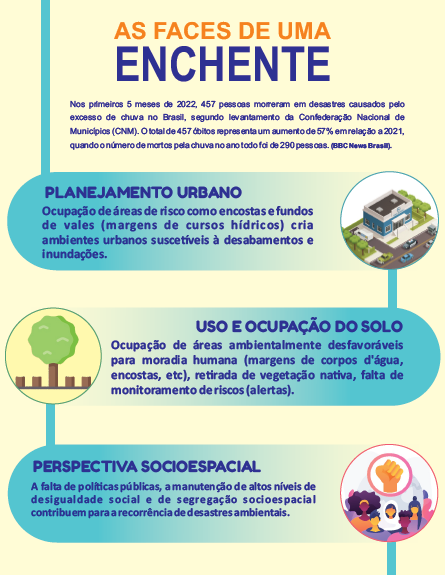 AS FACES DE UMA
ENCHENTE
Nos primeiros 5 meses de 2022, 457 pessoas morreram em desastres causados pelo
excesso de chuva no Brasil, segundo levantamento da Confederação Nacional de
Municípios (CNM). O total de 457 óbitos representa um aumento de 57% em relação a 2021,
quando o número de mortos pela chuva no ano todo foi de 290 pessoas. (BBC News Brasil).
PLANEJAMENTO URBANO
Ocupação de áreas de risco como encostas e fundos
de vales (margens de cursos hídricos) cria
ambientes urbanos suscetíveis à desabamentos e
inundações.
USO E OCUPAÇÃO DO SOLO
Ocupação de áreas ambientalmente desfavoráveis
para moradia humana (margens de corpos d'água,
encostas, etc), retirada de vegetação nativa, falta de
monitoramento de riscos (alertas).
PERSPECTIVA SOCIOESPACIAL
A falta de políticas públicas, a manutenção de altos níveis de
desigualdade social e de segregação socioespacial
contribuem para a recorrência de desastres ambientais.